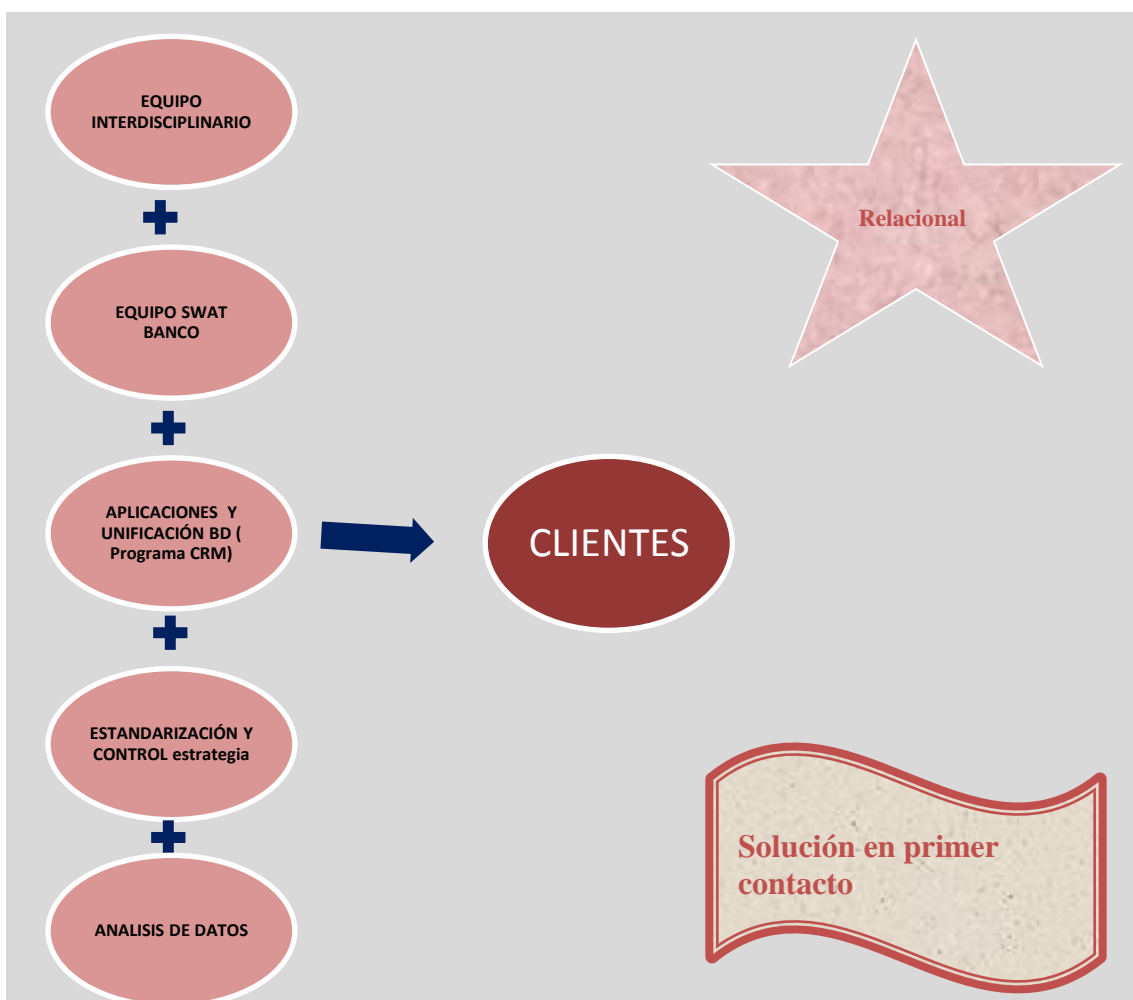 EQUIPO
INTERDISCIPLINARIO
EQUIPO SWAT
BANCO
APLICACIONES Y
UNIFICACIÓN BD (
Programa CRM)
ESTANDARIZACIÓN Y
CONTROL estrategia
ANALISIS DE DATOS
CLIENTES
Relacional
Solución en primer
contacto